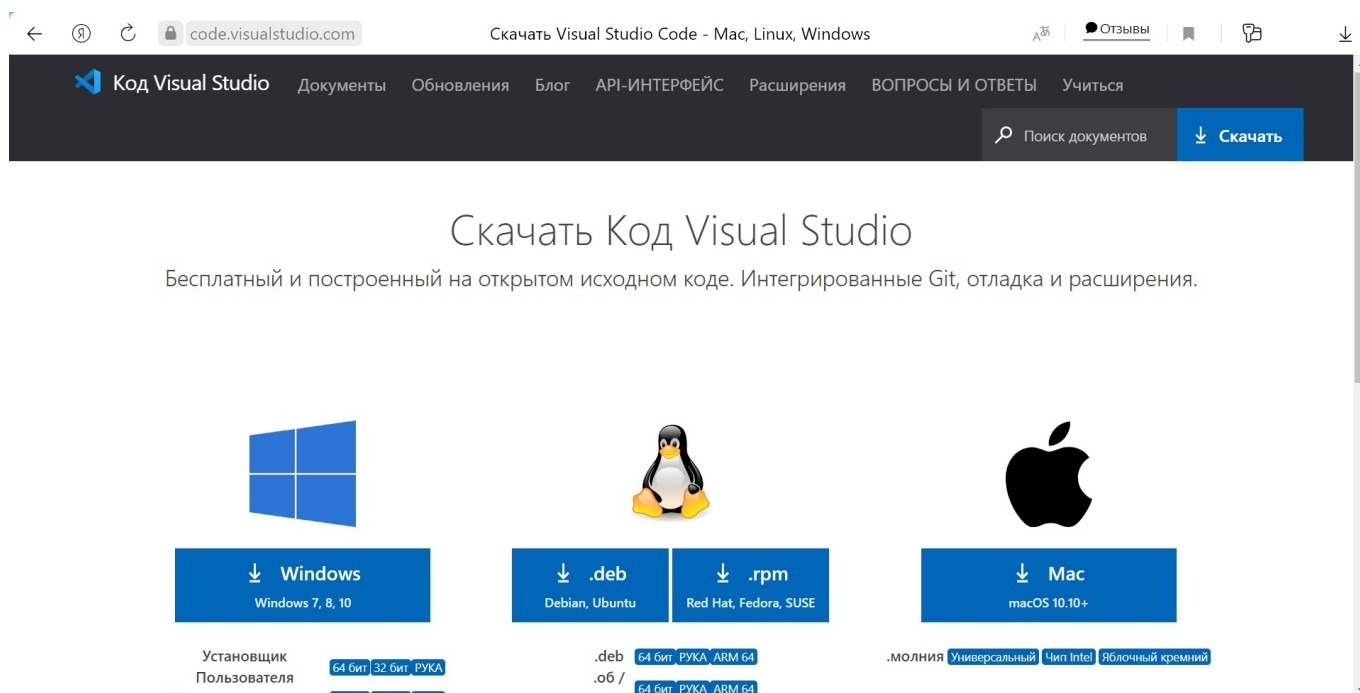 code.visualstudio.com
Скачать Visual Studio Code - Mac, Linux, Windows
Отзывы
Код Visual Studio Документы Обновления Блог API-ИНТЕРФЕЙС Расширения ВОПРОСЫ И ОТВЕТЫ Учиться
Поиск документов Скачать
Скачать Код Visual Studio
Бесплатный и построенный на открытом исходном коде. Интегрированные Git, отладка и расширения.
Windows
Windows 7, 8, 10
.deb
Debian, Ubuntu
.rpm
Red Hat, Fedora, SUSE
Mac
macOS 10.10+
Установщик
Пользователя
64 бит 32 бит РУКА
.deb 64 бит РУКА ARM 64
.об /
64 бит РУКА ARM 64
.молния Универсальный Чип Intel Яблочный кремний